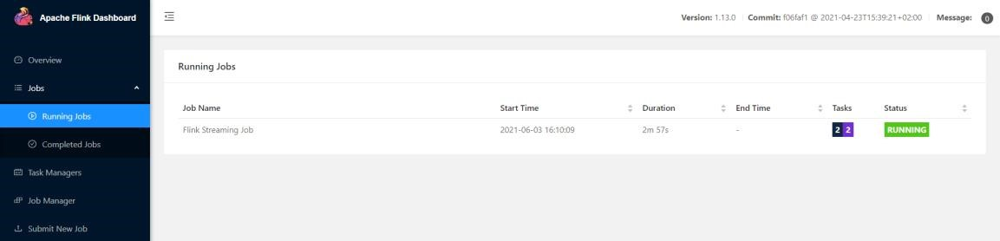 Apache Flink Dashboard
Version: 1.13.0 Commit: f06faf1 @ 2021-04-23T15:39:21+02:00 Message: 0
Overview
Jobs
Running Jobs
Completed Jobs
Task Managers
Job Manager
Submit New Job
Running Jobs
Job Name Start Time Duration End Time Tasks Status
Flink Streaming Job 2021-06-03 16:10:09 2m 57s - 2 2 RUNNING